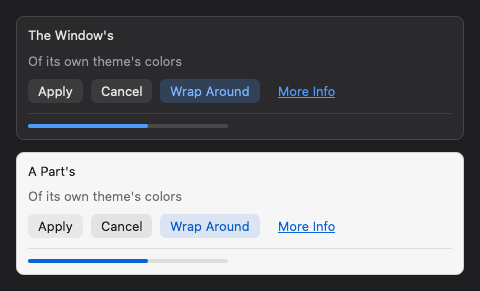 The Window's
Of its own theme's colors
Apply Cancel Wrap Around More Info
A Part's
Of its own theme's colors
Apply Cancel Wrap Around More Info